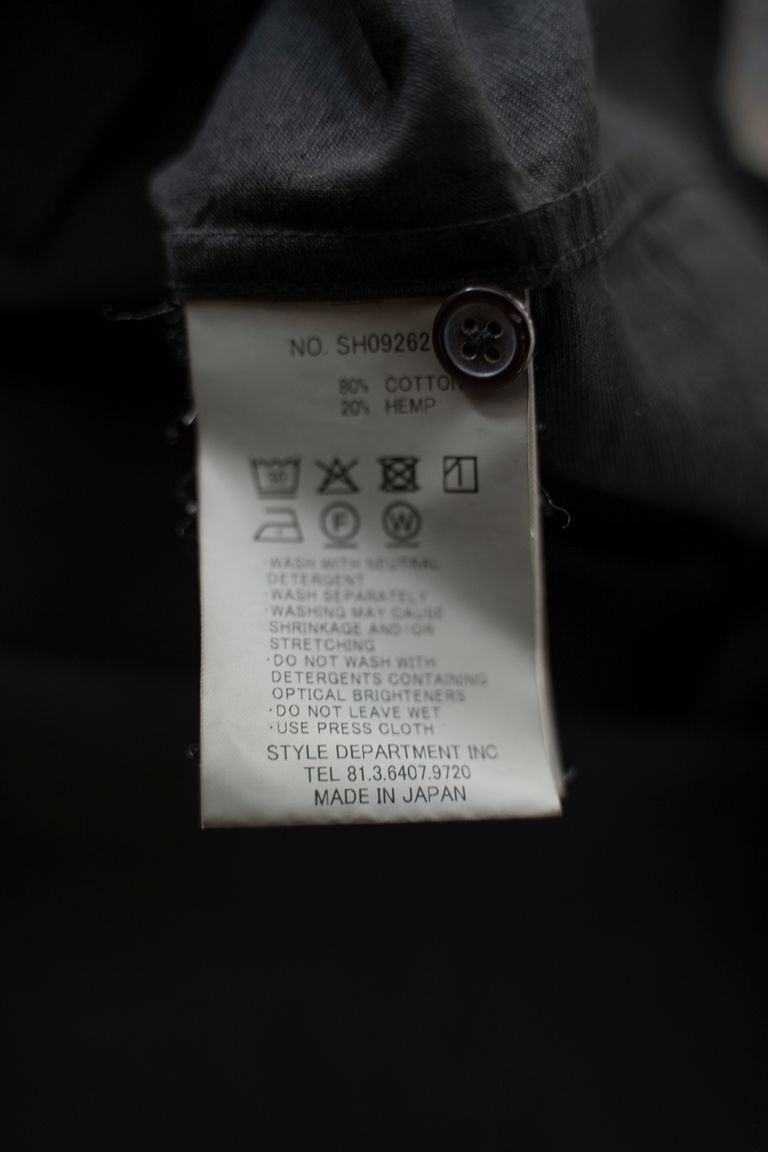 NO. SH09262
80% COTTON
20% HEMP
30
F W
·WASH WITH NEUTRAL
DETERGENT
·WASH SEPARATELY
·WASHING MAY CAUSE
SHRINKAGE AND/OR
STRETCHING
·DO NOT WASH WITH
DETERGENTS CONTAINING
OPTICAL BRIGHTENERS
·DO NOT LEAVE WET
·USE PRESS CLOTH
STYLE DEPARTMENT INC
TEL 81.3.6407.9720
MADE IN JAPAN